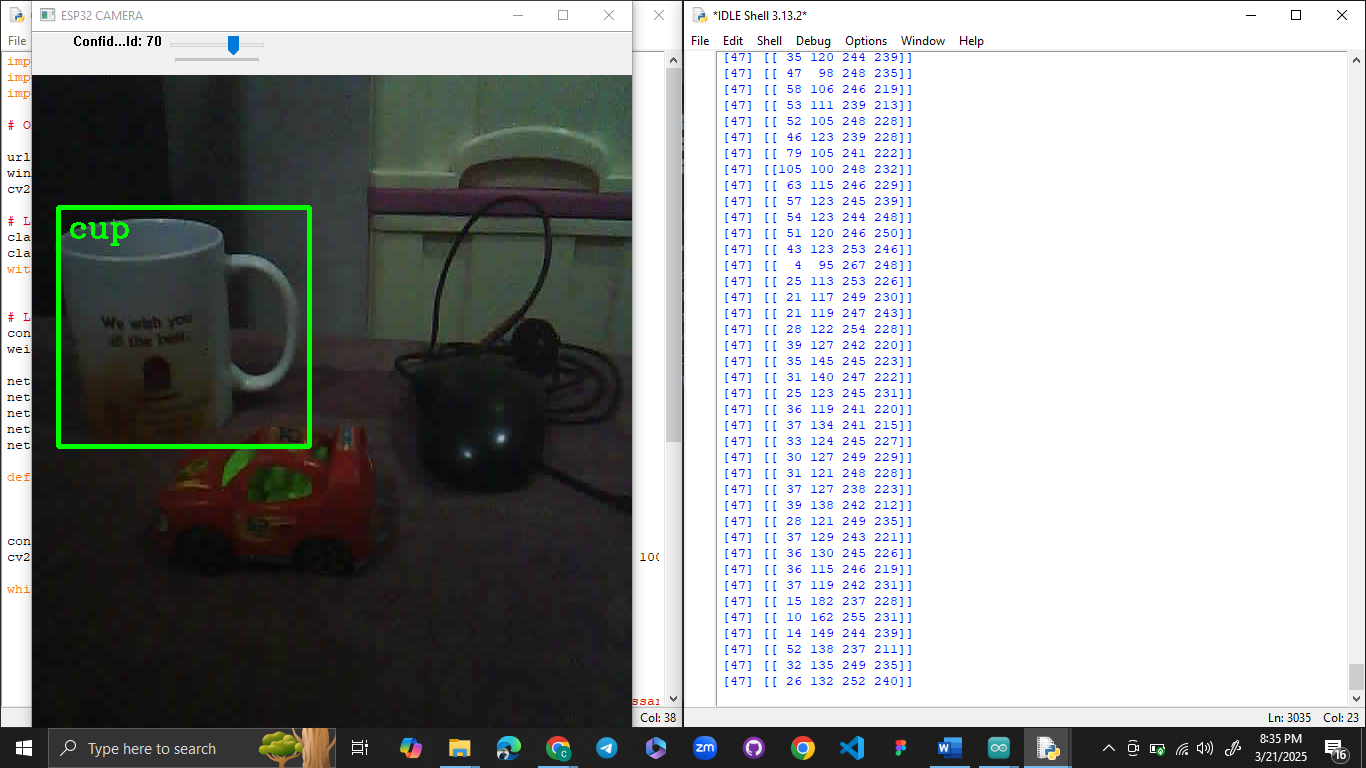 ESP32 CAMERA
File
Confid...ld: 70
imp
imp
imp
# O
url
win
cv2
# L
cla
cla
wit
# L
con
wei
net
net
net
net
net
def
con
cv2
100
whi
ssar
Col: 38
cup
We wish you
all the best.
*IDLE Shell 3.13.2*
File Edit Shell Debug Options Window Help
[47] [[ 35 120 244 239]]
[47] [[ 47  98 248 235]]
[47] [[ 58 106 246 219]]
[47] [[ 53 111 239 213]]
[47] [[ 52 105 248 228]]
[47] [[ 46 123 239 228]]
[47] [[ 79 105 241 222]]
[47] [[105 100 248 232]]
[47] [[ 63 115 246 229]]
[47] [[ 57 123 245 239]]
[47] [[ 54 123 244 248]]
[47] [[ 51 120 246 250]]
[47] [[ 43 123 253 246]]
[47] [[  4  95 267 248]]
[47] [[ 25 113 253 226]]
[47] [[ 21 117 249 230]]
[47] [[ 21 119 247 243]]
[47] [[ 28 122 254 228]]
[47] [[ 39 127 242 220]]
[47] [[ 35 145 245 223]]
[47] [[ 31 140 247 222]]
[47] [[ 25 123 245 231]]
[47] [[ 36 119 241 220]]
[47] [[ 37 134 241 215]]
[47] [[ 33 124 245 227]]
[47] [[ 30 127 249 229]]
[47] [[ 31 121 248 228]]
[47] [[ 37 127 238 223]]
[47] [[ 39 138 242 212]]
[47] [[ 28 121 249 235]]
[47] [[ 37 129 243 221]]
[47] [[ 36 130 245 226]]
[47] [[ 36 115 246 219]]
[47] [[ 37 119 242 231]]
[47] [[ 15 182 237 228]]
[47] [[ 10 162 255 231]]
[47] [[ 14 149 244 239]]
[47] [[ 52 138 237 211]]
[47] [[ 32 135 249 235]]
[47] [[ 26 132 252 240]]
Ln: 3035 Col: 23
Type here to search
zm
8:35 PM
3/21/2025
16